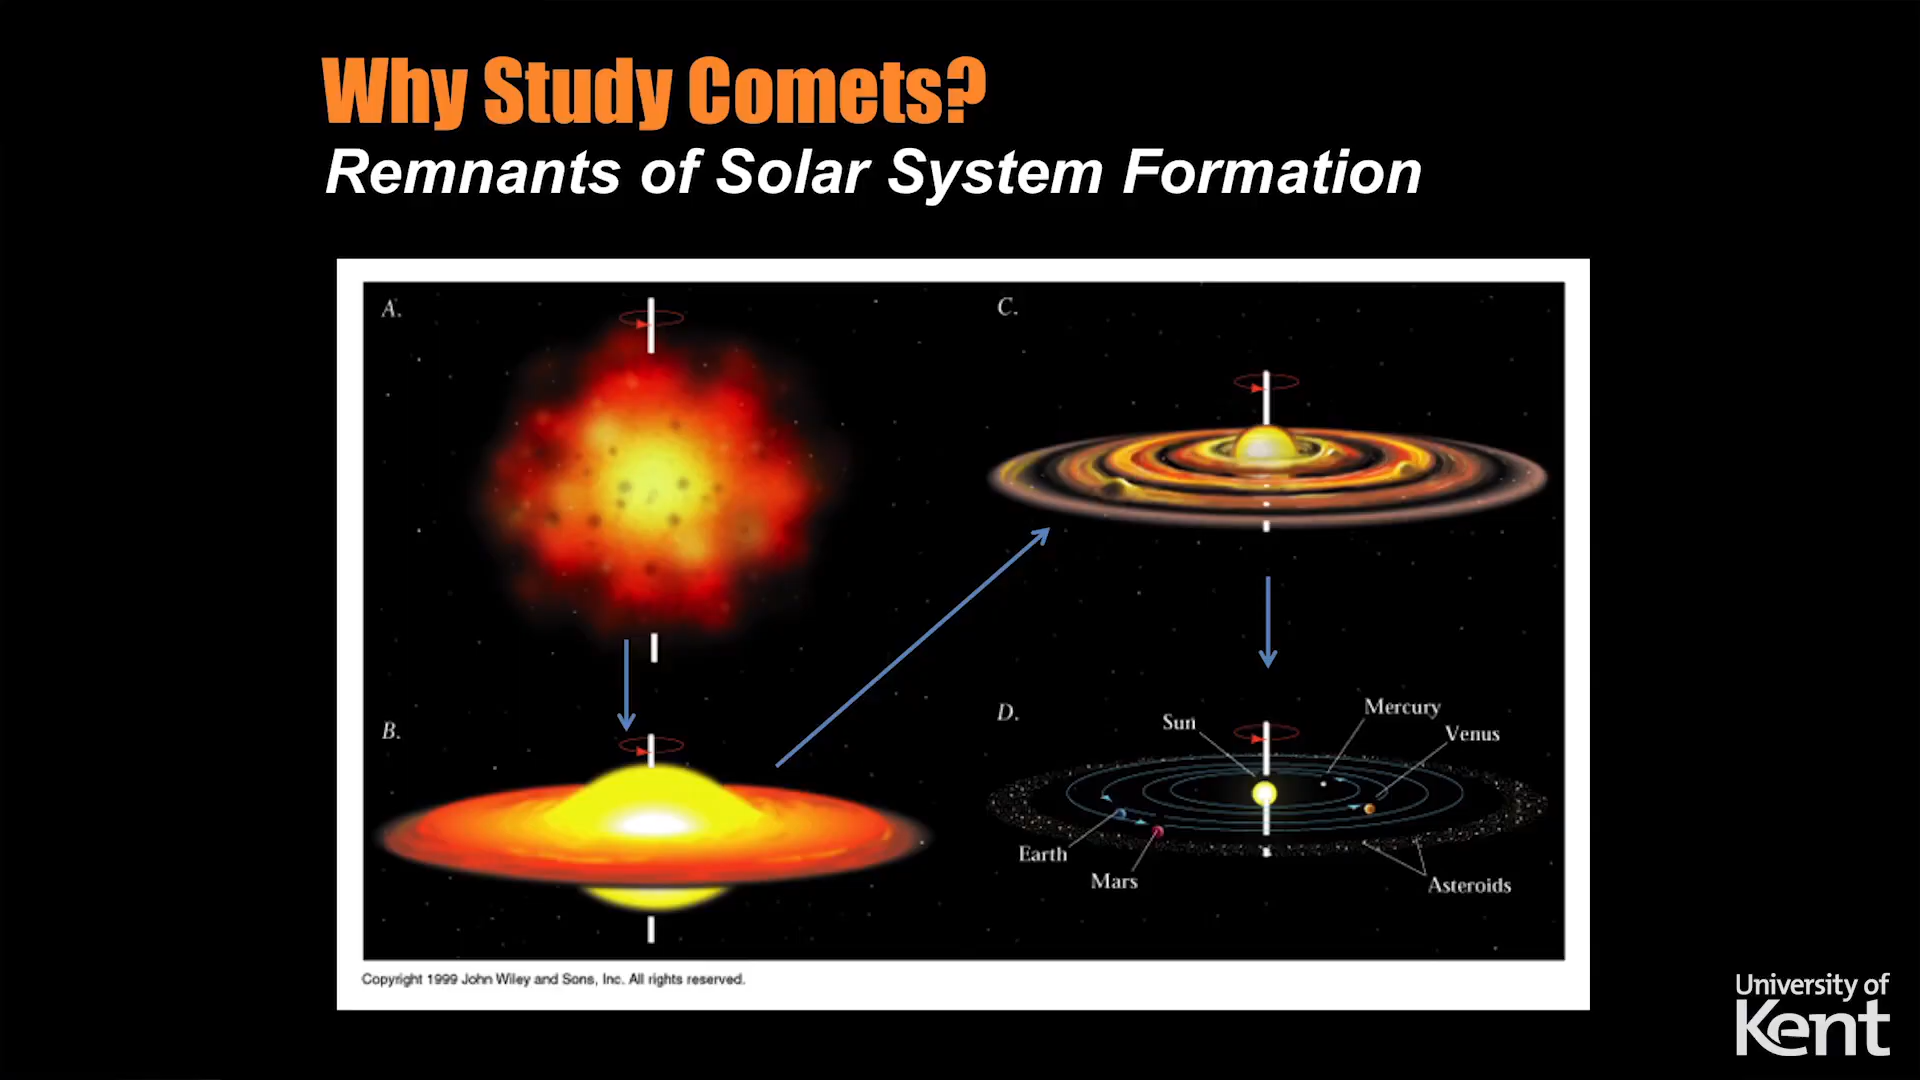 Why Study Comets?
Remnants of Solar System Formation
A.
B.
C.
D.
Sun
Mercury
Venus
Earth
Mars
Asteroids
Copyright 1999 John Wiley and Sons, Inc. All rights reserved.
University of
Kent